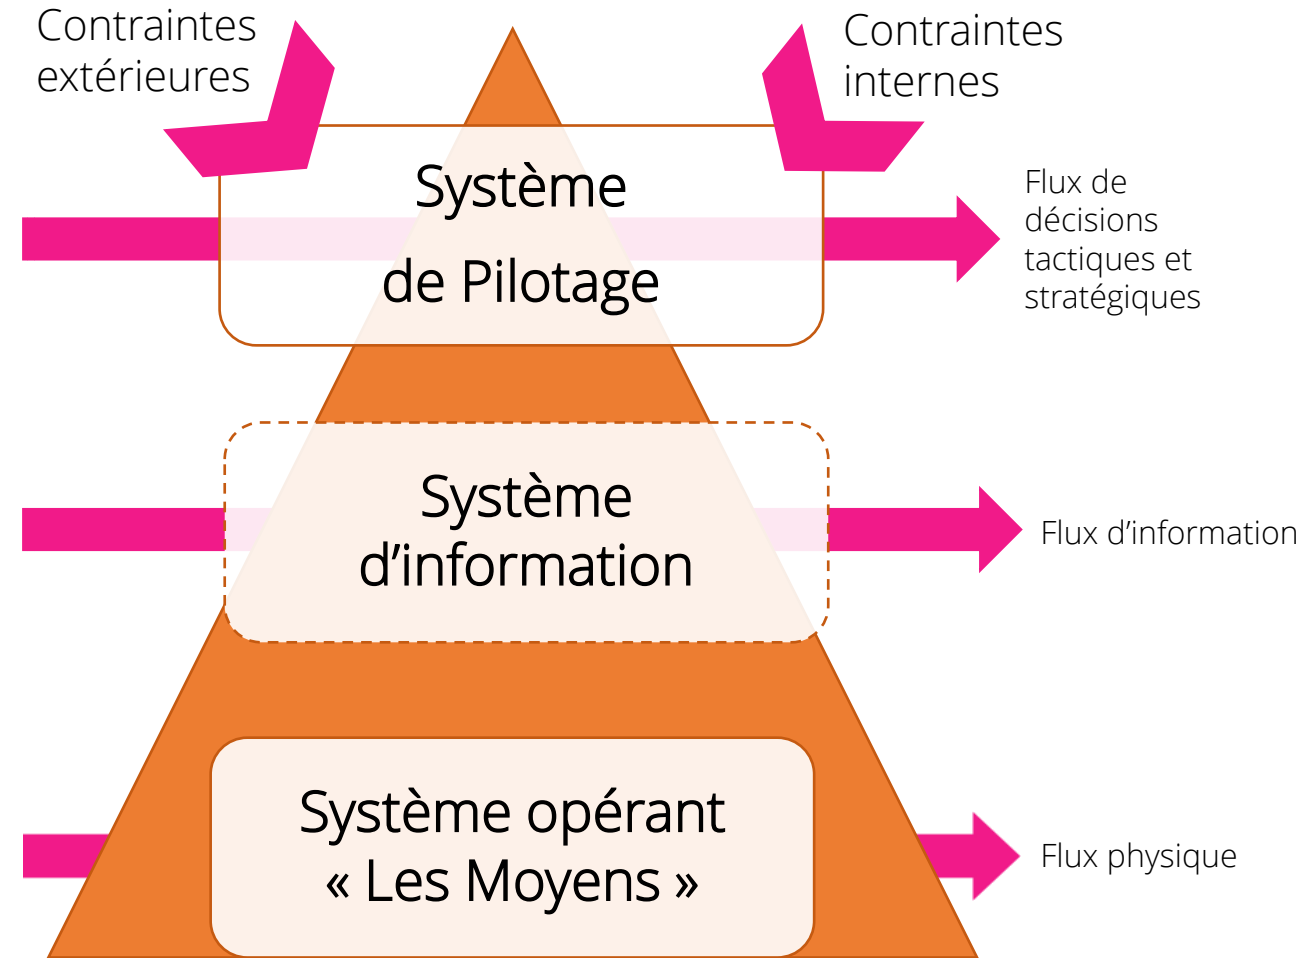 Contraintes
extérieures
Contraintes
internes
Système
de Pilotage
Flux de
décisions
tactiques et
stratégiques
Système
d’information
Flux d’information
Système opérant
« Les Moyens »
Flux physique